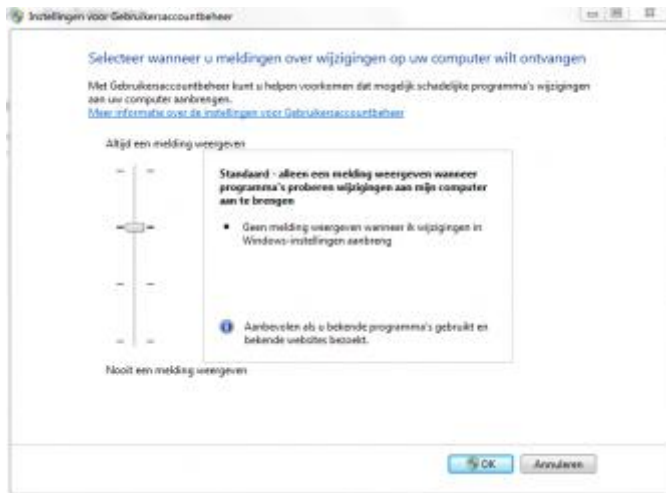 Instellingen voor Gebruikersaccountbeheer
Selecteer wanneer u meldingen over wijzigingen op uw computer wilt ontvangen
Met Gebruikersaccountbeheer kunt u helpen voorkomen dat mogelijk schadelijke programma's wijzigingen
aan uw computer aanbrengen.
Meer informatie over de instellingen voor Gebruikersaccountbeheer
Altijd een melding weergeven
Standaard - alleen een melding weergeven wanneer
programma's proberen wijzigingen aan mijn computer
aan te brengen
• Geen melding weergeven wanneer ik wijzigingen in
Windows-instellingen aanbreng
Aanbevolen als u bekende programma's gebruikt en
bekende websites bezoekt.
Nooit een melding weergeven
OK
Annuleren